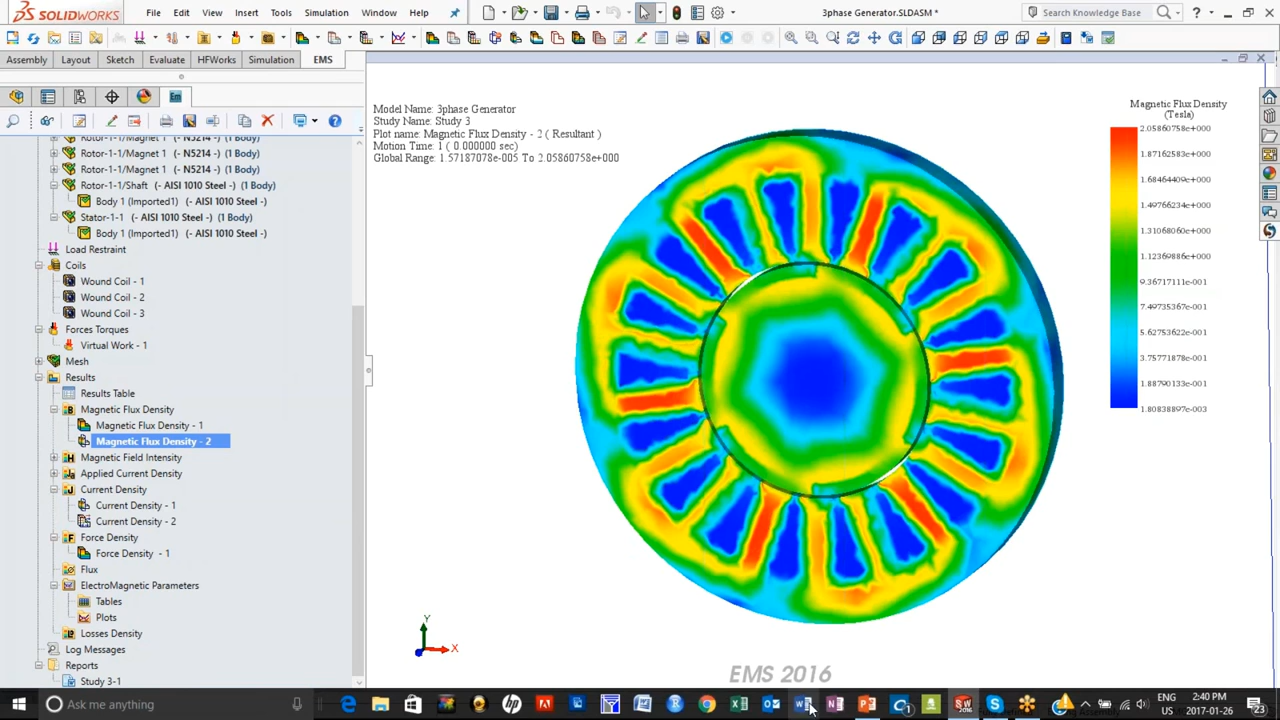 SOLIDWORKS
File Edit View Insert Tools Simulation Window Help
3phase Generator.SLDASM *
Search Knowledge Base
Assembly Layout Sketch Evaluate HFWorks Simulation EMS
Rotor-1-1/Magnet 1 (- N5214 -) (1 Body)
Rotor-1-1/Magnet 1 (- N5214 -) (1 Body)
Rotor-1-1/Magnet 1 (- N5214 -) (1 Body)
Rotor-1-1/Shaft (- AISI 1010 Steel -) (1 Body)
Body 1 (Imported1) (- AISI 1010 Steel -)
Stator-1-1 (- AISI 1010 Steel -) (1 Body)
Body 1 (Imported1) (- AISI 1010 Steel -)
Load Restraint
Coils
Wound Coil - 1
Wound Coil - 2
Wound Coil - 3
Forces Torques
Virtual Work - 1
Mesh
Results
Results Table
Magnetic Flux Density
Magnetic Flux Density - 1
Magnetic Flux Density - 2
Magnetic Field Intensity
Applied Current Density
Current Density
Current Density - 1
Current Density - 2
Force Density
Force Density - 1
Flux
ElectroMagnetic Parameters
Tables
Plots
Losses Density
Log Messages
Reports
Study 3-1
Model Name: 3phase Generator
Study Name: Study 3
Plot name: Magnetic Flux Density - 2 ( Resultant )
Motion Time: 1 ( 0.000000 sec)
Global Range: 1.57187078e-005 To 2.05860758e+000
Magnetic Flux Density
(Tesla)
2.05860758e+000
1.87162583e+000
1.68464409e+000
1.49766234e+000
1.31068060e+000
1.12369886e+000
9.36717111e-001
7.49735367e-001
5.62753622e-001
3.75771878e-001
1.88790133e-001
1.80838897e-003
Y
X
EMS 2016
Ask me anything
ENG
US
2:40 PM
2017-01-26
23